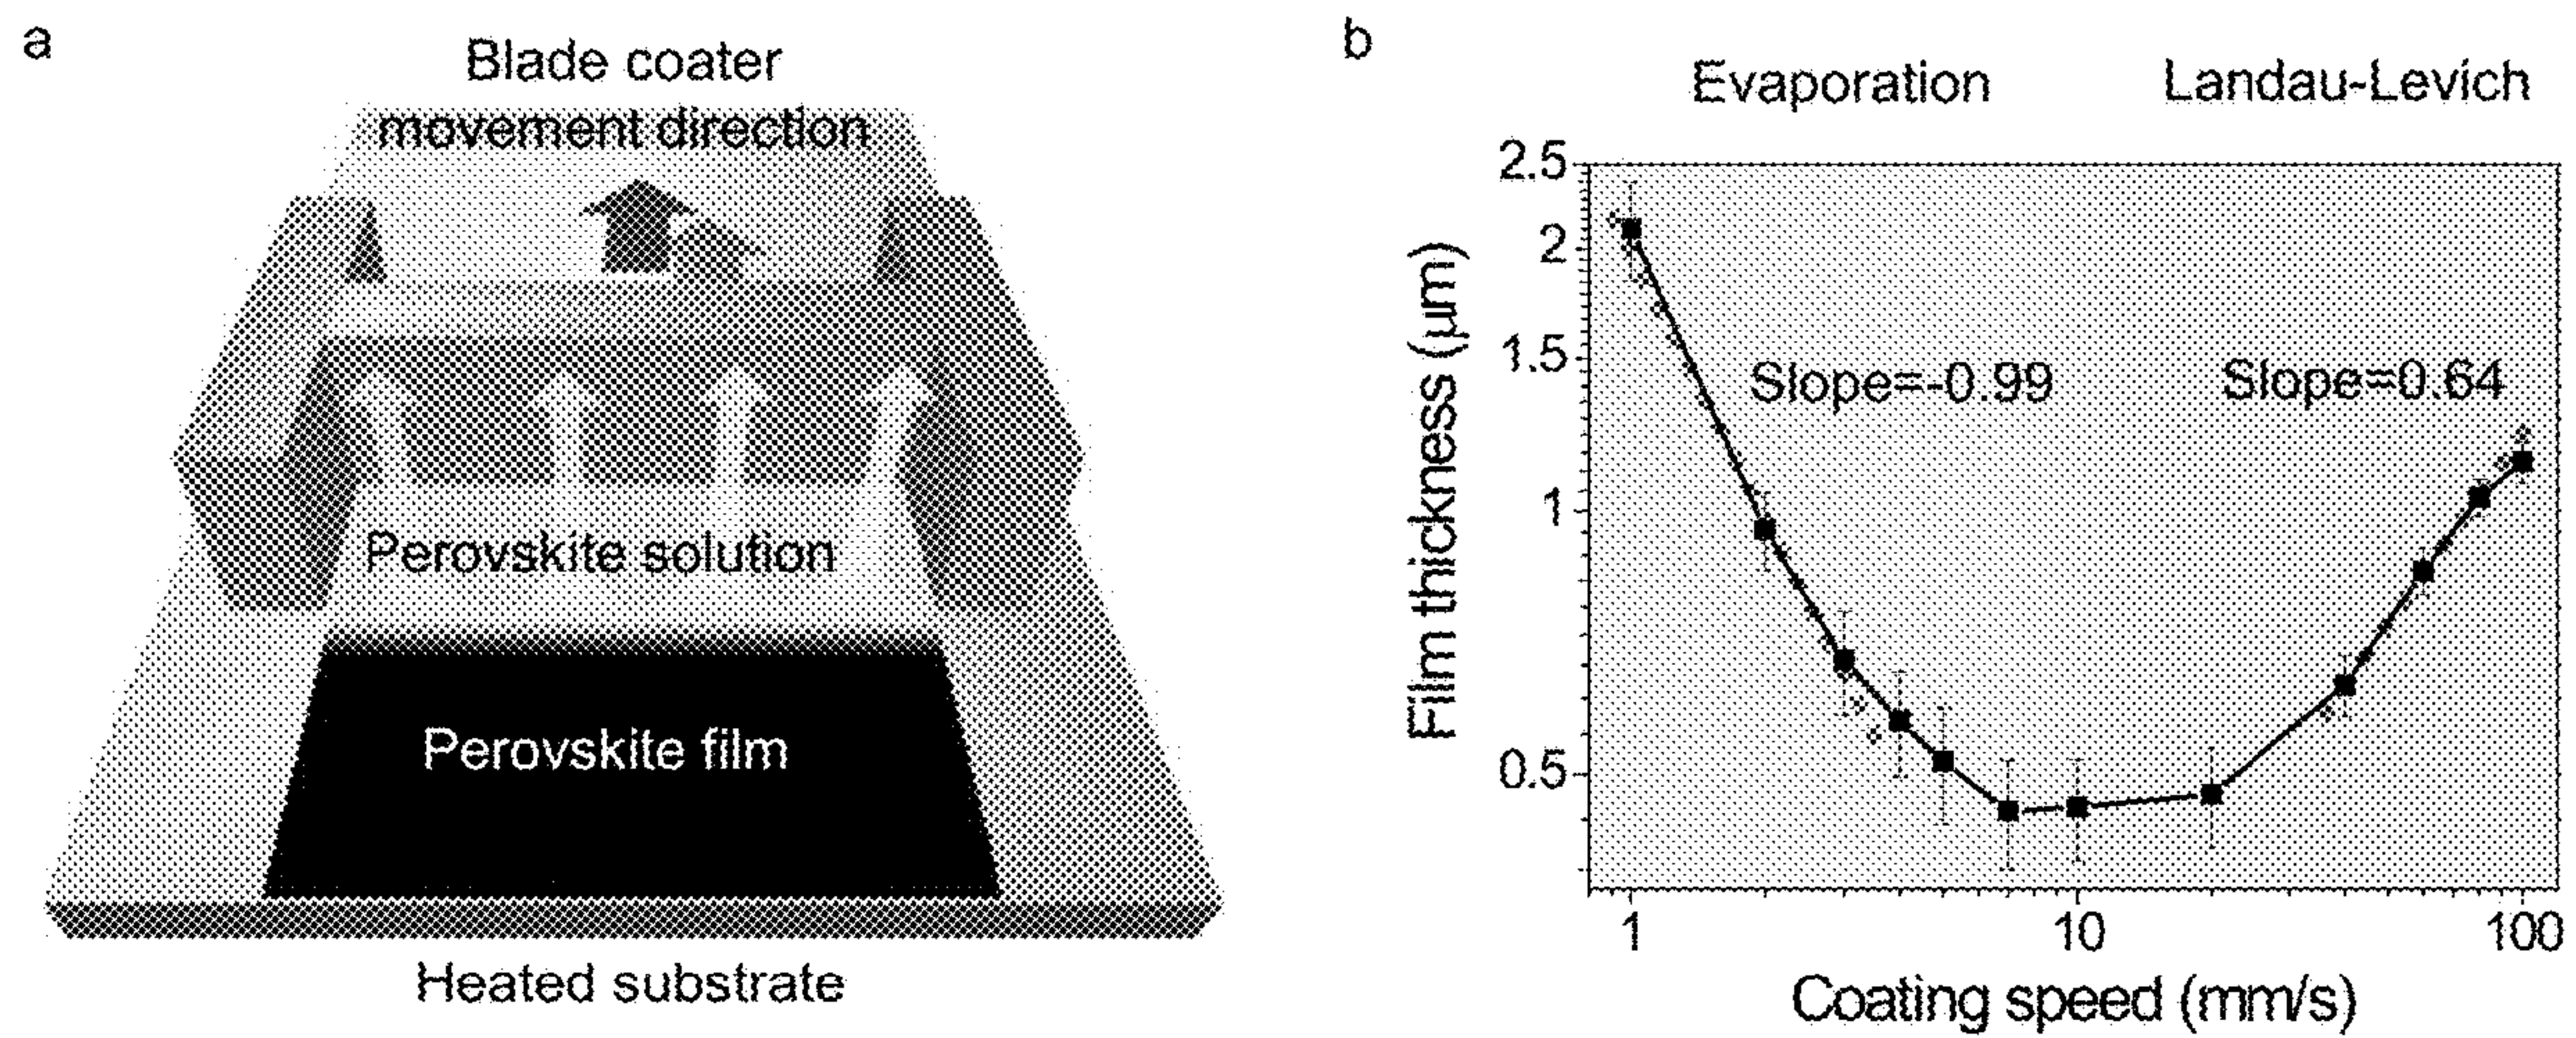 a
Blade coater
movement direction
Perovskite solution
Perovskite film
Heated substrate
b
Evaporation
Landau-Levich
2.5
2
1.5
1
0.5
Film thickness (µm)
Slope=-0.99
Slope=0.64
1
10
100
Coating speed (mm/s)